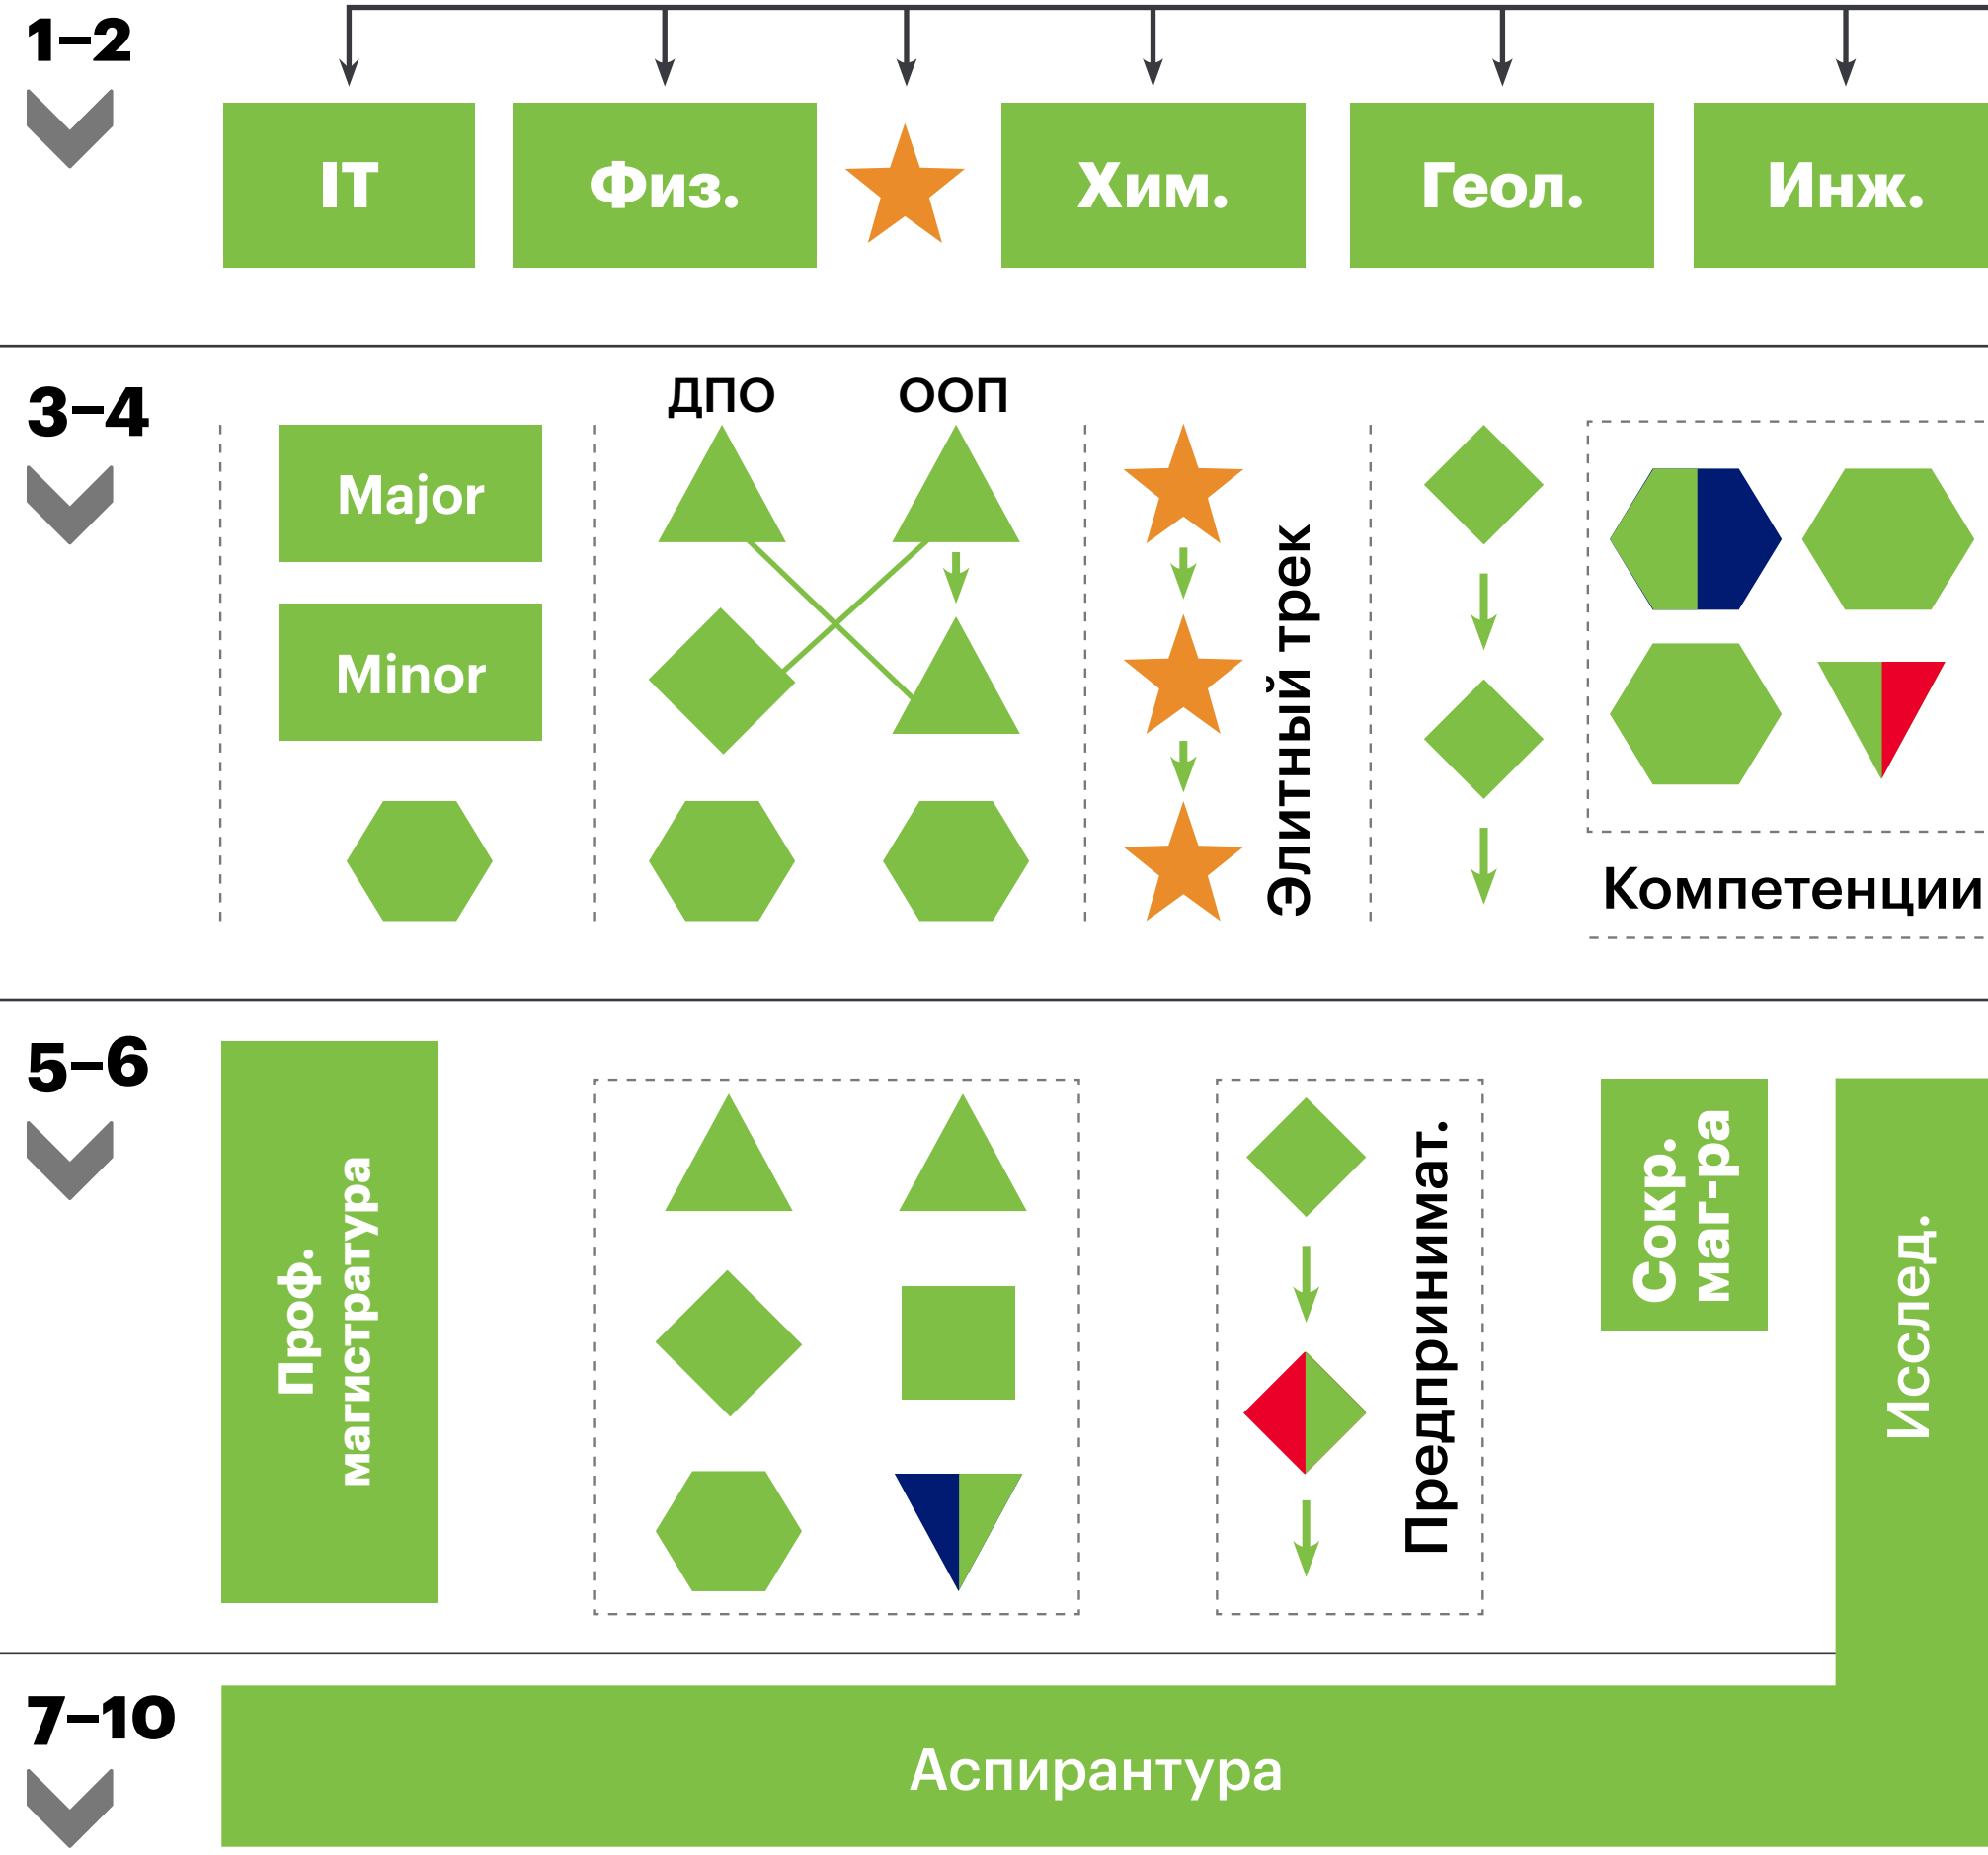 1–2
IT
Физ.
Хим.
Геол.
Инж.
3–4
ДПО
ООП
Major
Minor
Элитный трек
Компетенции
5–6
Проф.
магистратура
Предпринимат.
Сокр.
маг-ра
Исслед.
7–10
Аспирантура